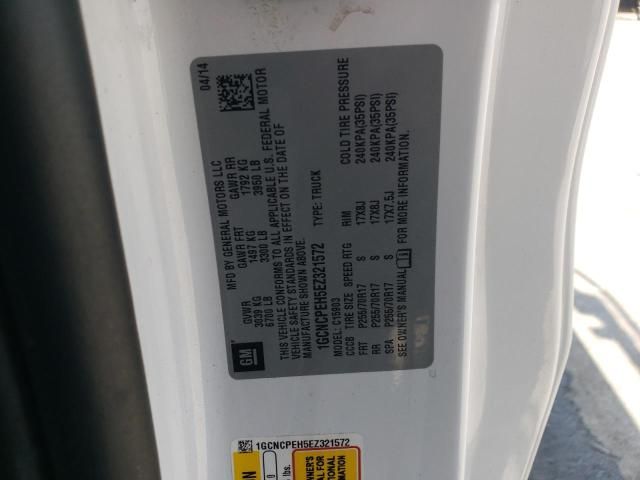 04/14
MFD BY GENERAL MOTORS LLC
GVWR GAWR FRT GAWR RR
3039 KG 1497 KG 1792 KG
6700 LB 3300 LB 3950 LB
THIS VEHICLE CONFORMS TO ALL APPLICABLE U.S. FEDERAL MOTOR
VEHICLE SAFETY STANDARDS IN EFFECT ON THE DATE OF
MANUFACTURE SHOWN ABOVE.
1GCNCPEH5EZ321572 TYPE: TRUCK
MODEL: C15903
CCCB TIRE SIZE SPEED RTG RIM COLD TIRE PRESSURE
FRT P255/70R17 S 17X8J 240KPA(35PSI)
RR P255/70R17 S 17X8J 240KPA(35PSI)
SPA P255/70R17 S 17X7.5J 240KPA(35PSI)
SEE OWNER'S MANUAL FOR MORE INFORMATION.
GM
1GCNCPEH5EZ321572
lbs.